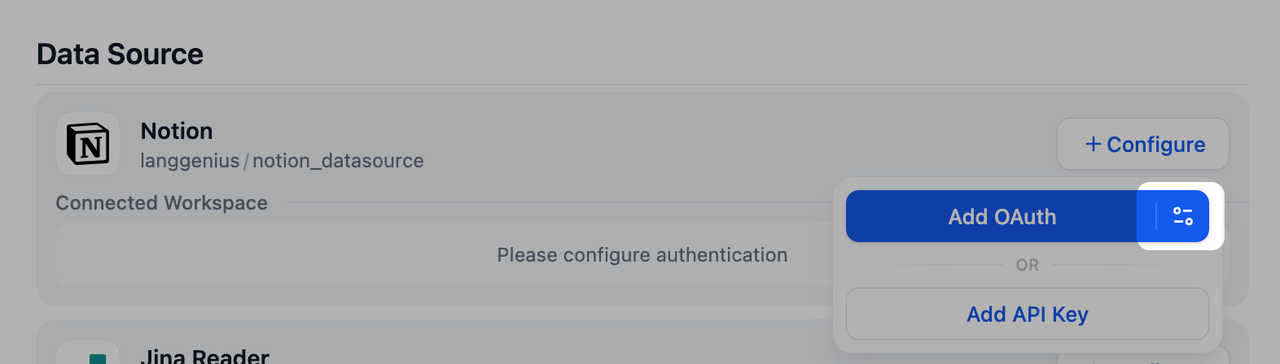 Data Source
N
Notion
langgenius/notion_datasource
+ Configure
Connected Workspace
Add OAuth
Please configure authentication
OR
Add API Key
Jina Reader